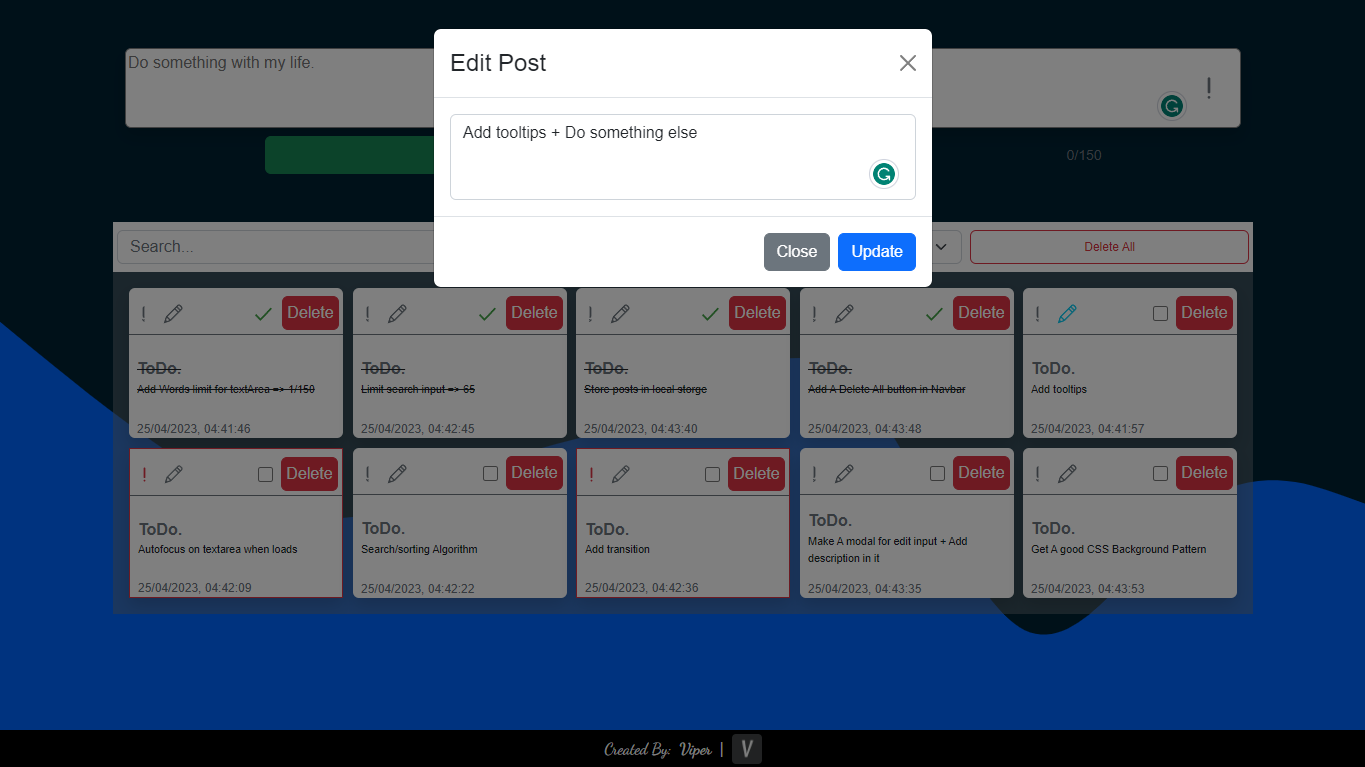 Edit Post
Do something with my life.
Add tooltips + Do something else
0/150
Close Update
Search...
Delete All
Delete Delete Delete Delete Delete
ToDo. ToDo. ToDo. ToDo. ToDo.
Add Words limit for textArea => 1/150 Limit search input => 65 Store posts in local storge Add A Delete All button in Navbar Add tooltips
25/04/2023, 04:41:46 25/04/2023, 04:42:45 25/04/2023, 04:43:40 25/04/2023, 04:43:48 25/04/2023, 04:41:57
Delete Delete Delete Delete Delete
ToDo. ToDo. ToDo. ToDo. ToDo.
Autofocus on textarea when loads Search/sorting Algorithm Add transition Make A modal for edit input + Add Get A good CSS Background Pattern
description in it
25/04/2023, 04:42:09 25/04/2023, 04:42:22 25/04/2023, 04:42:36 25/04/2023, 04:43:35 25/04/2023, 04:43:53
Created By: Viper | V